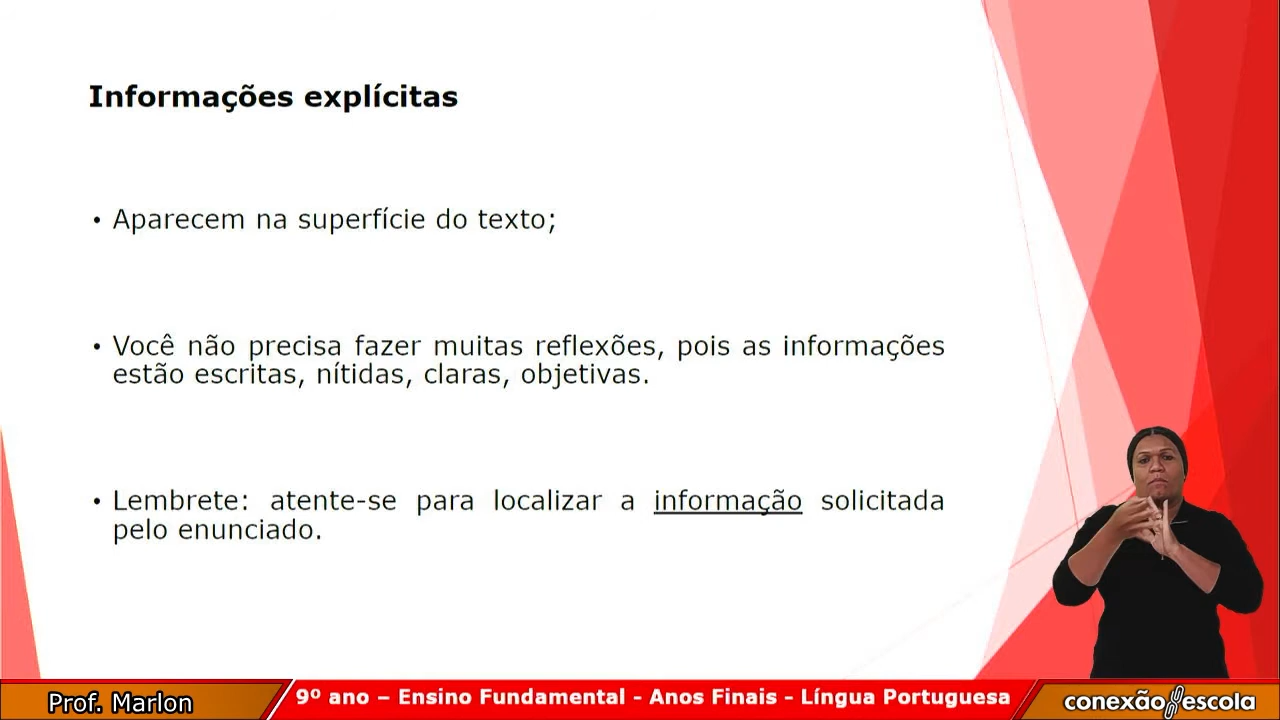 Informações explícitas
• Aparecem na superfície do texto;
• Você não precisa fazer muitas reflexões, pois as informações
estão escritas, nítidas, claras, objetivas.
• Lembrete: atente-se para localizar a informação solicitada
pelo enunciado.
Prof. Marlon
9º ano – Ensino Fundamental - Anos Finais - Língua Portuguesa
conexão escola